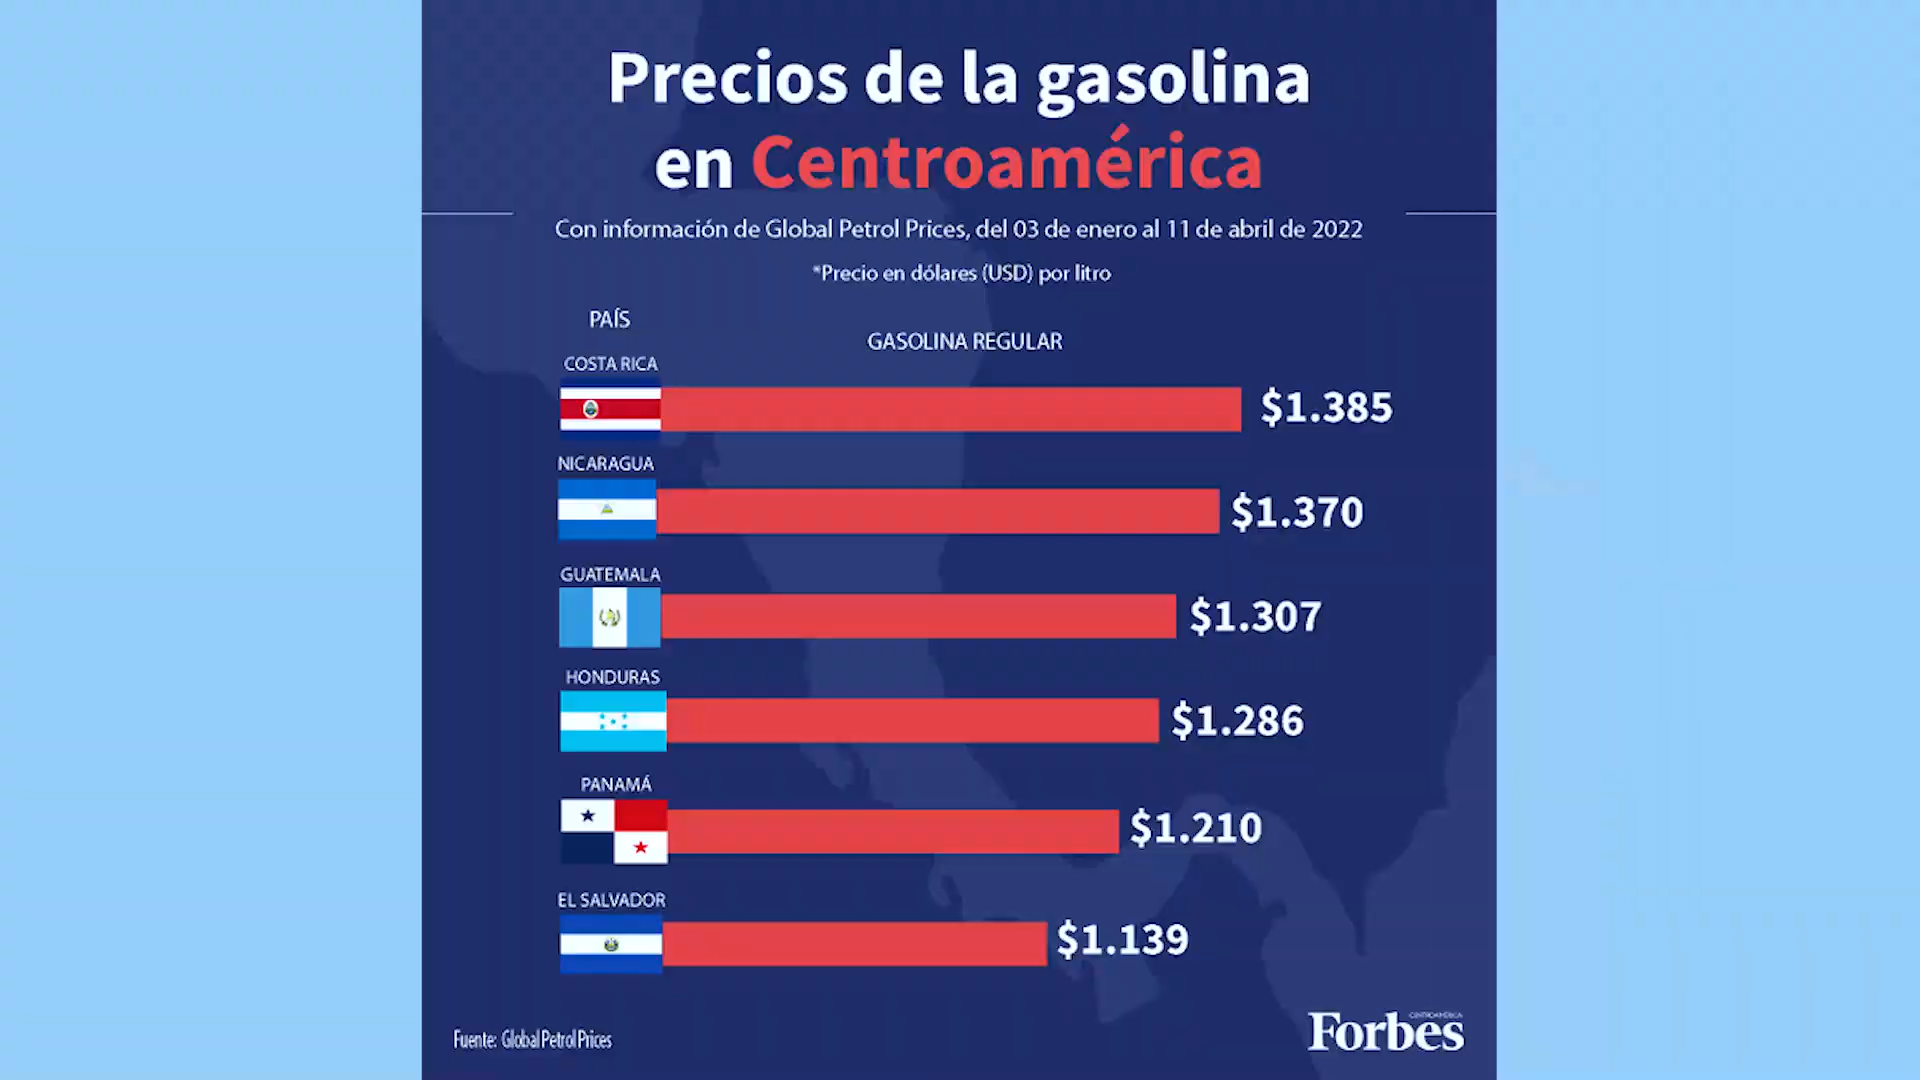 Precios de la gasolina
en Centroamérica
Con información de Global Petrol Prices, del 03 de enero al 11 de abril de 2022
*Precio en dólares (USD) por litro
PAÍS
GASOLINA REGULAR
COSTA RICA
$1.385
NICARAGUA
$1.370
GUATEMALA
$1.307
HONDURAS
$1.286
PANAMÁ
$1.210
EL SALVADOR
$1.139
Fuente: GlobalPetrolPrices
CENTROAMÉRICA
Forbes